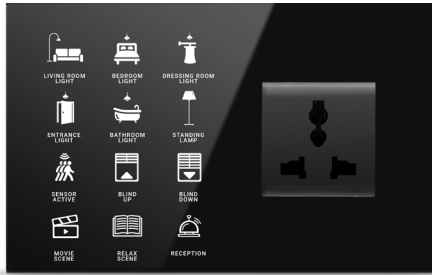 LIVING ROOM
LIGHT
BEDROOM
LIGHT
DRESSING ROOM
LIGHT
ENTRANCE
LIGHT
BATHROOM
LIGHT
STANDING
LAMP
SENSOR
ACTIVE
BLIND
UP
BLIND
DOWN
MOVIE
SCENE
RELAX
SCENE
RECEPTION